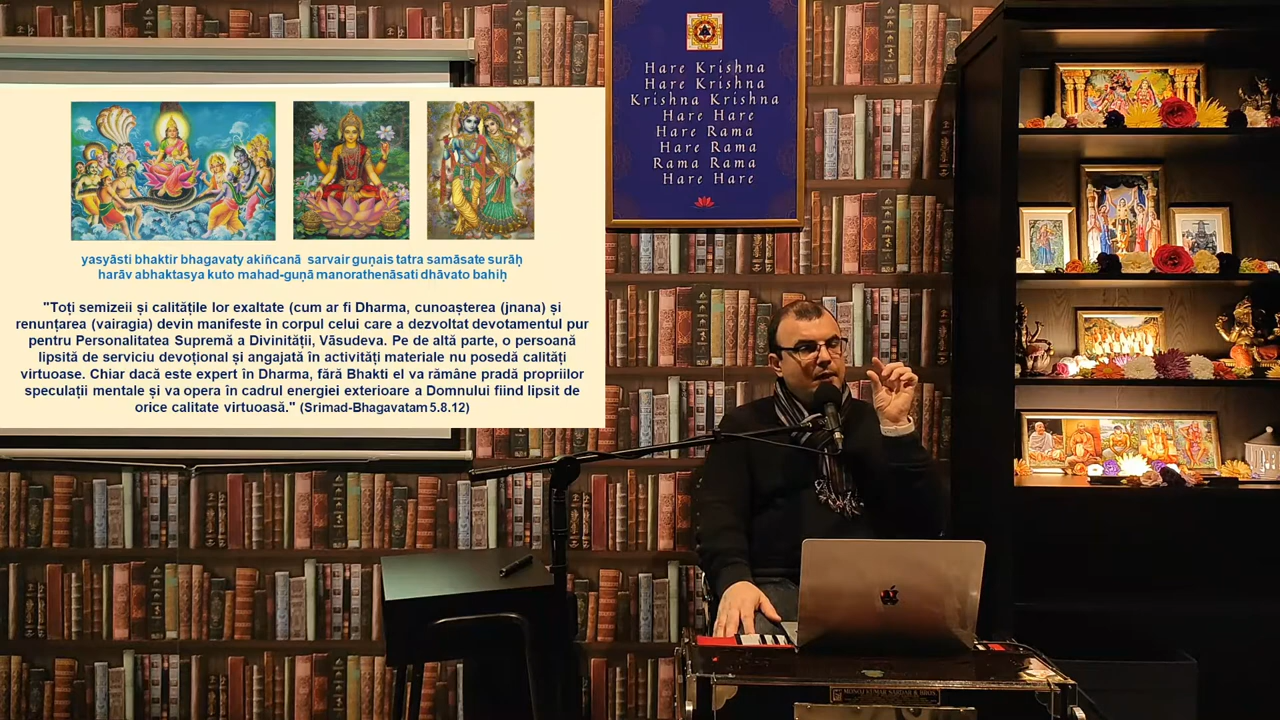 yasyāsti bhaktir bhagavaty akiñcanā sarvair guṇais tatra samāsate surāḥ
harāv abhaktasya kuto mahad-guṇā manorathenāsati dhāvato bahiḥ
"Toți semizeii și calitățile lor exaltate (cum ar fi Dharma, cunoașterea (jnana) și
renunțarea (vairagia) devin manifeste în corpul celui care a dezvoltat devotamentul pur
pentru Personalitatea Supremă a Divinității, Vāsudeva. Pe de altă parte, o persoană
lipsită de serviciu devoțional și angajată în activități materiale nu posedă calități
virtuoase. Chiar dacă este expert în Dharma, fără Bhakti el va rămâne pradă propriilor
speculații mentale și va opera în cadrul energiei exterioare a Domnului fiind lipsit de
orice calitate virtuoasă." (Srimad-Bhagavatam 5.8.12)
Hare Krishna
Hare Krishna
Krishna Krishna
Hare Hare
Hare Rama
Hare Rama
Rama Rama
Hare Hare